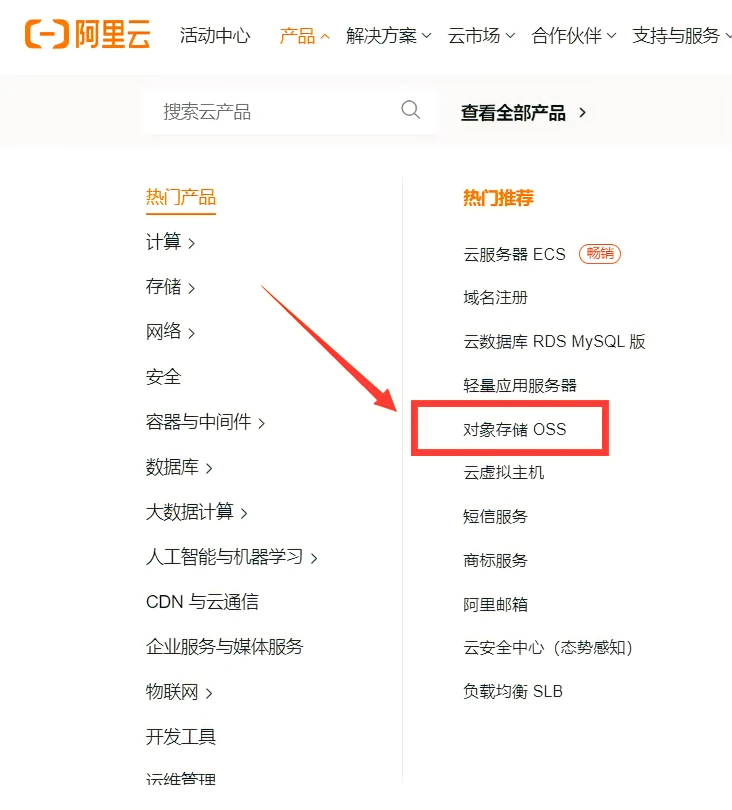 阿里云 活动中心 产品 解决方案 云市场 合作伙伴 支持与服务
搜索云产品 查看全部产品
热门产品
计算
存储
网络
安全
容器与中间件
数据库
大数据计算
人工智能与机器学习
CDN 与云通信
企业服务与媒体服务
物联网
开发工具
运维管理
热门推荐
云服务器 ECS 畅销
域名注册
云数据库 RDS MySQL 版
轻量应用服务器
对象存储 OSS
云虚拟主机
短信服务
商标服务
阿里邮箱
云安全中心（态势感知）
负载均衡 SLB